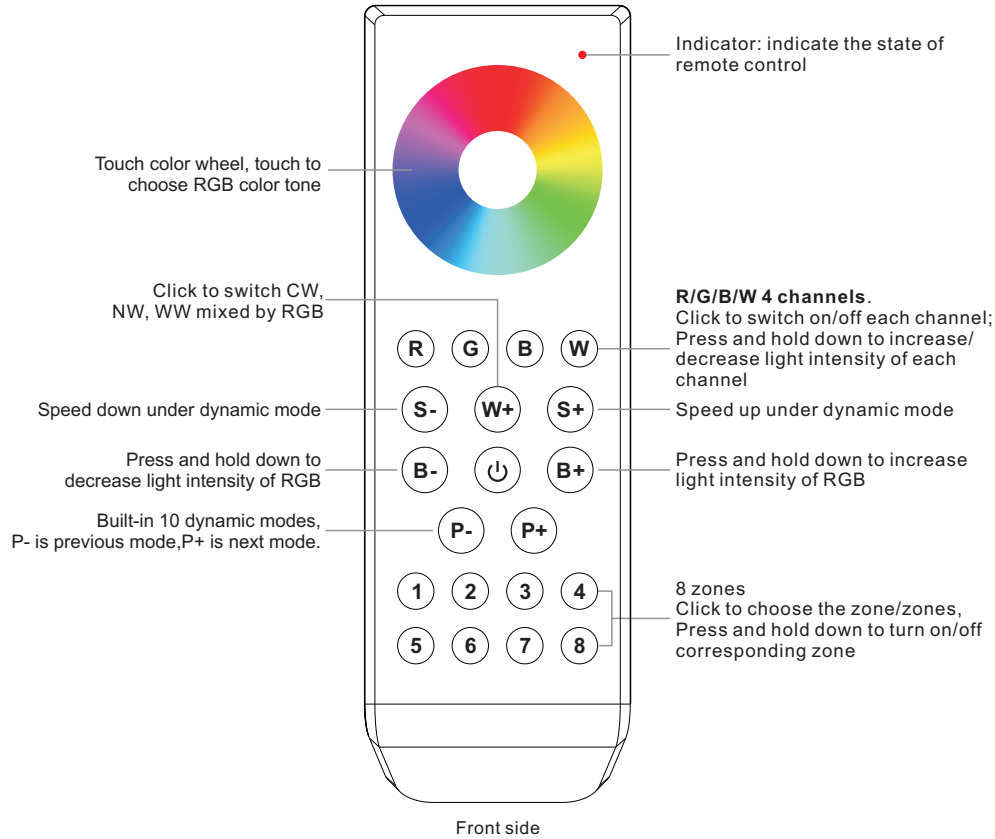 Indicator: indicate the state of
remote control
Touch color wheel, touch to
choose RGB color tone
Click to switch CW,
NW, WW mixed by RGB
R/G/B/W 4 channels.
Click to switch on/off each channel;
Press and hold down to increase/
decrease light intensity of each
channel
R G B W
Speed down under dynamic mode
S- W+ S+
Speed up under dynamic mode
Press and hold down to
decrease light intensity of RGB
B- B+
Press and hold down to increase
light intensity of RGB
Built-in 10 dynamic modes,
P- is previous mode,P+ is next mode.
P- P+
1 2 3 4
5 6 7 8
8 zones
Click to choose the zone/zones,
Press and hold down to turn on/off
corresponding zone
Front side